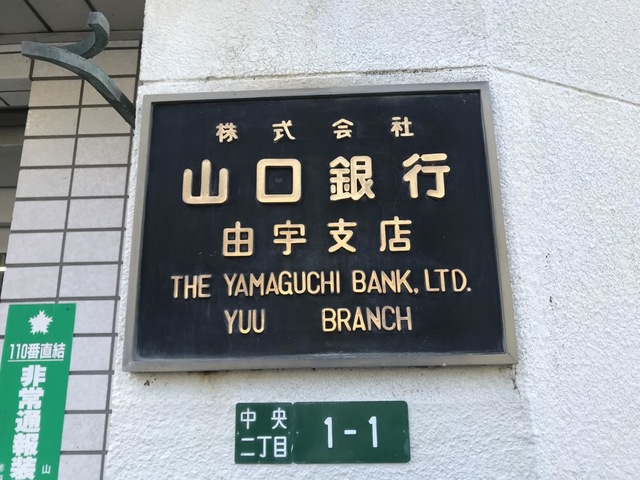 株式会社
山口銀行
由宇支店
THE YAMAGUCHI BANK, LTD.
YUU BRANCH
中央
二丁目
1-1
110番直結
非常通報装
山